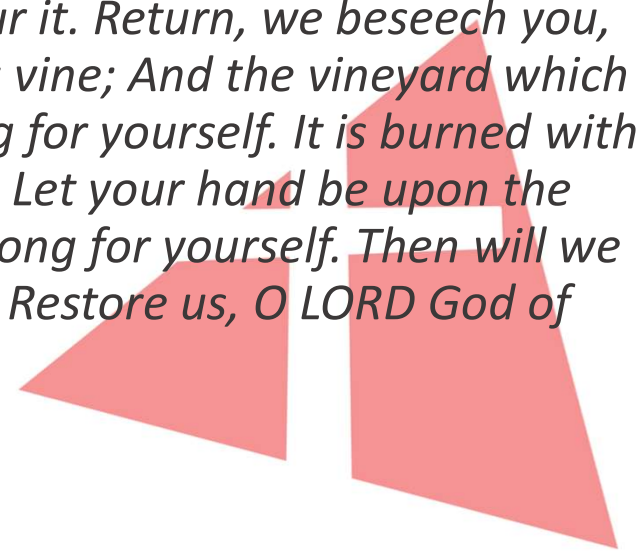 ur it. Return, we beseech you,
vine; And the vineyard which
g for yourself. It is burned with
Let your hand be upon the
ong for yourself. Then will we
Restore us, O LORD God of